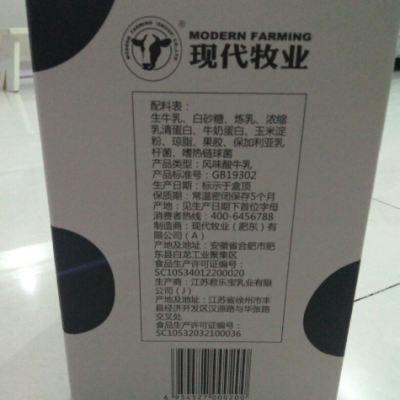 MODERN FARMING
现代牧业
配料表:
生牛乳、白砂糖、炼乳、浓缩
乳清蛋白、牛奶蛋白、玉米淀
粉、琼脂、果胶、保加利亚乳
杆菌、嗜热链球菌
产品类型:风味酸牛乳
产品标准号:GB19302
生产日期:标示于盒顶
保质期:常温密闭保存5个月
产地:见生产日期下首位字母
消费者热线:400-6456788
制造商:现代牧业(肥东)有
限公司(A)
产地及地址:安徽省合肥市肥
东县白龙工业聚集区
食品生产许可证编号:
SC10534012200020
生产商:江苏君乐宝乳业有限公
司(J)
产地及地址:江苏省徐州市丰
县经济开发区汉源路与华张路
交叉处
食品生产许可证编号:
SC10532032100036